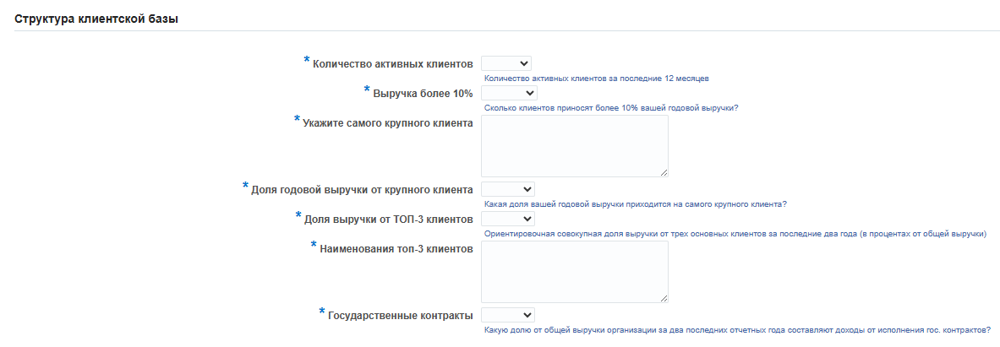 Структура клиентской базы
* Количество активных клиентов
Количество активных клиентов за последние 12 месяцев
* Выручка более 10%
Сколько клиентов приносят более 10% вашей годовой выручки?
* Укажите самого крупного клиента
* Доля годовой выручки от крупного клиента
Какая доля вашей годовой выручки приходится на самого крупного клиента?
* Доля выручки от ТОП-3 клиентов
Ориентировочная совокупная доля выручки от трех основных клиентов за последние два года (в процентах от общей выручки)
* Наименования топ-3 клиентов
* Государственные контракты
Какую долю от общей выручки организации за два последних отчетных года составляют доходы от исполнения гос. контрактов?